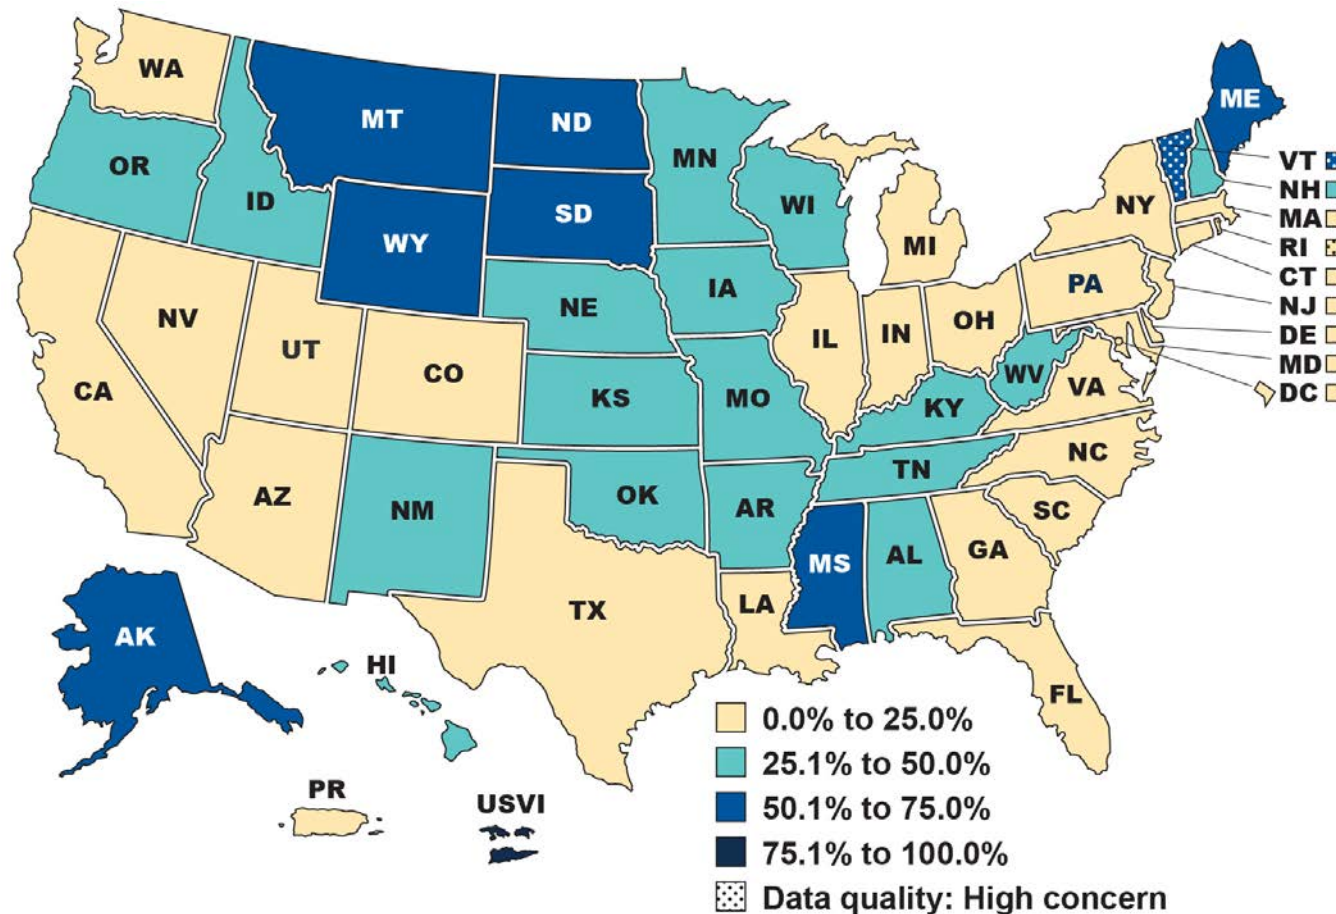 WA
MT
ND
MN
ME
OR
ID
SD
WI
VT
NH
MA
RI
CT
NJ
DE
MD
DC
NY
WY
MI
IA
NE
PA
NV
UT
CO
IL
IN
OH
CA
KS
MO
WV
VA
KY
NC
TN
AZ
NM
OK
AR
SC
GA
MS
AL
TX
LA
AK
HI
FL
PR
USVI
0.0% to 25.0%
25.1% to 50.0%
50.1% to 75.0%
75.1% to 100.0%
Data quality: High concern